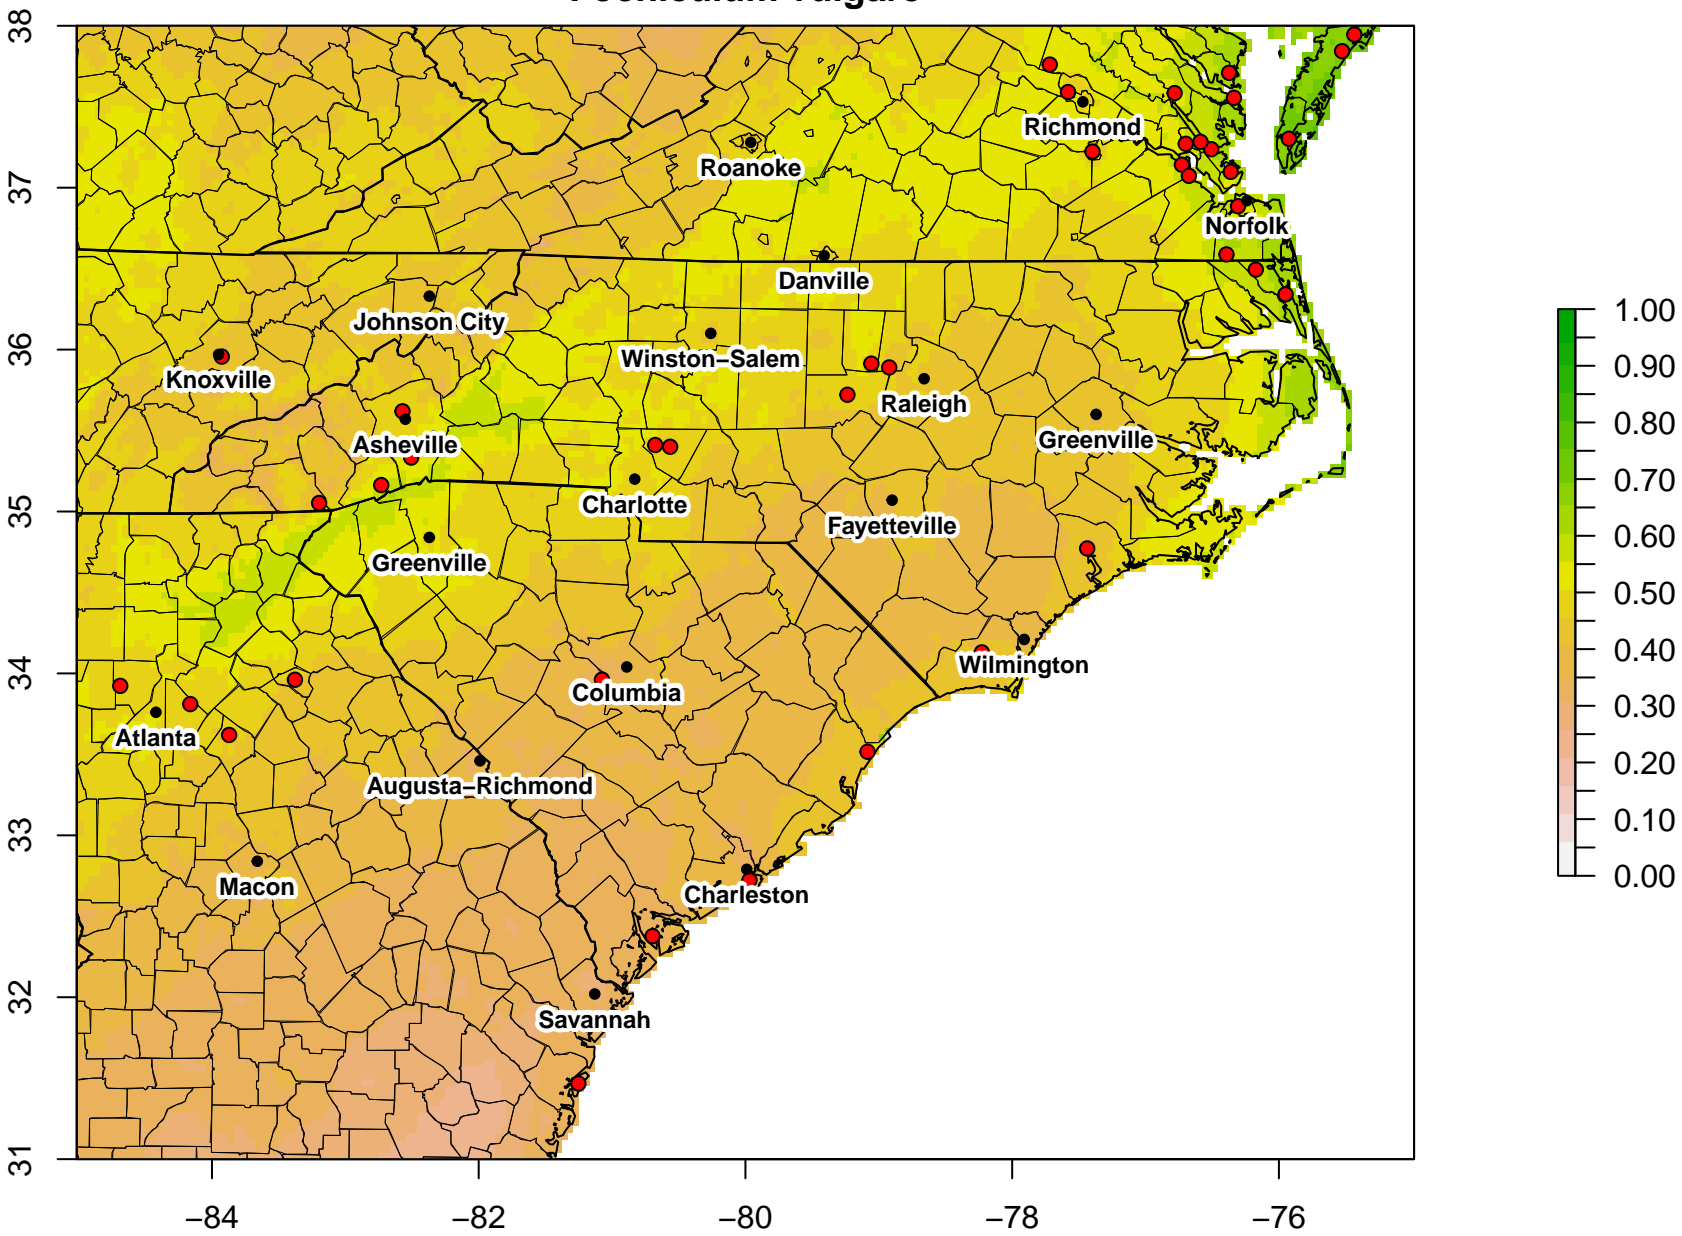 38
37
36
35
34
33
32
31
Richmond
Roanoke
Norfolk
Danville
Johnson City
Winston–Salem
Knoxville
Raleigh
Asheville
Greenville
Charlotte
Fayetteville
Greenville
Wilmington
Columbia
Atlanta
Augusta–Richmond
Macon
Charleston
Savannah
−84 −82 −80 −78 −76
1.00
0.90
0.80
0.70
0.60
0.50
0.40
0.30
0.20
0.10
0.00